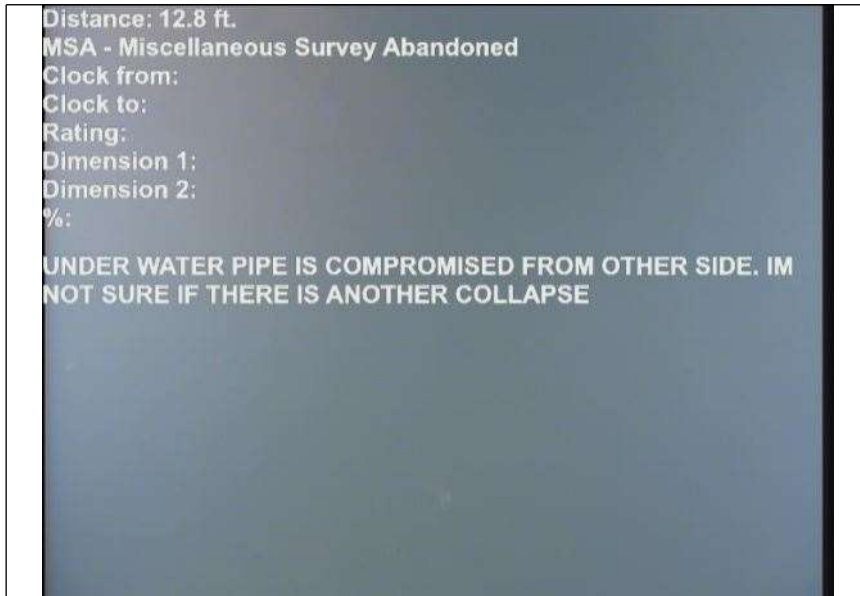 Distance: 12.8 ft.
MSA - Miscellaneous Survey Abandoned
Clock from:
Clock to:
Rating:
Dimension 1:
Dimension 2:
%:
UNDER WATER PIPE IS COMPROMISED FROM OTHER SIDE. IM
NOT SURE IF THERE IS ANOTHER COLLAPSE